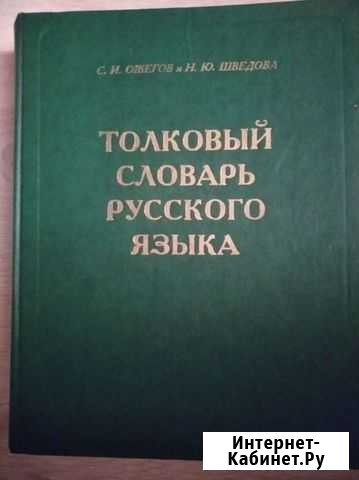 С. И. ОЖЕГОВ и Н. Ю. ШВЕДОВА
ТОЛКОВЫЙ
СЛОВАРЬ
РУССКОГО
ЯЗЫКА
Интернет-
Кабинет.Ру